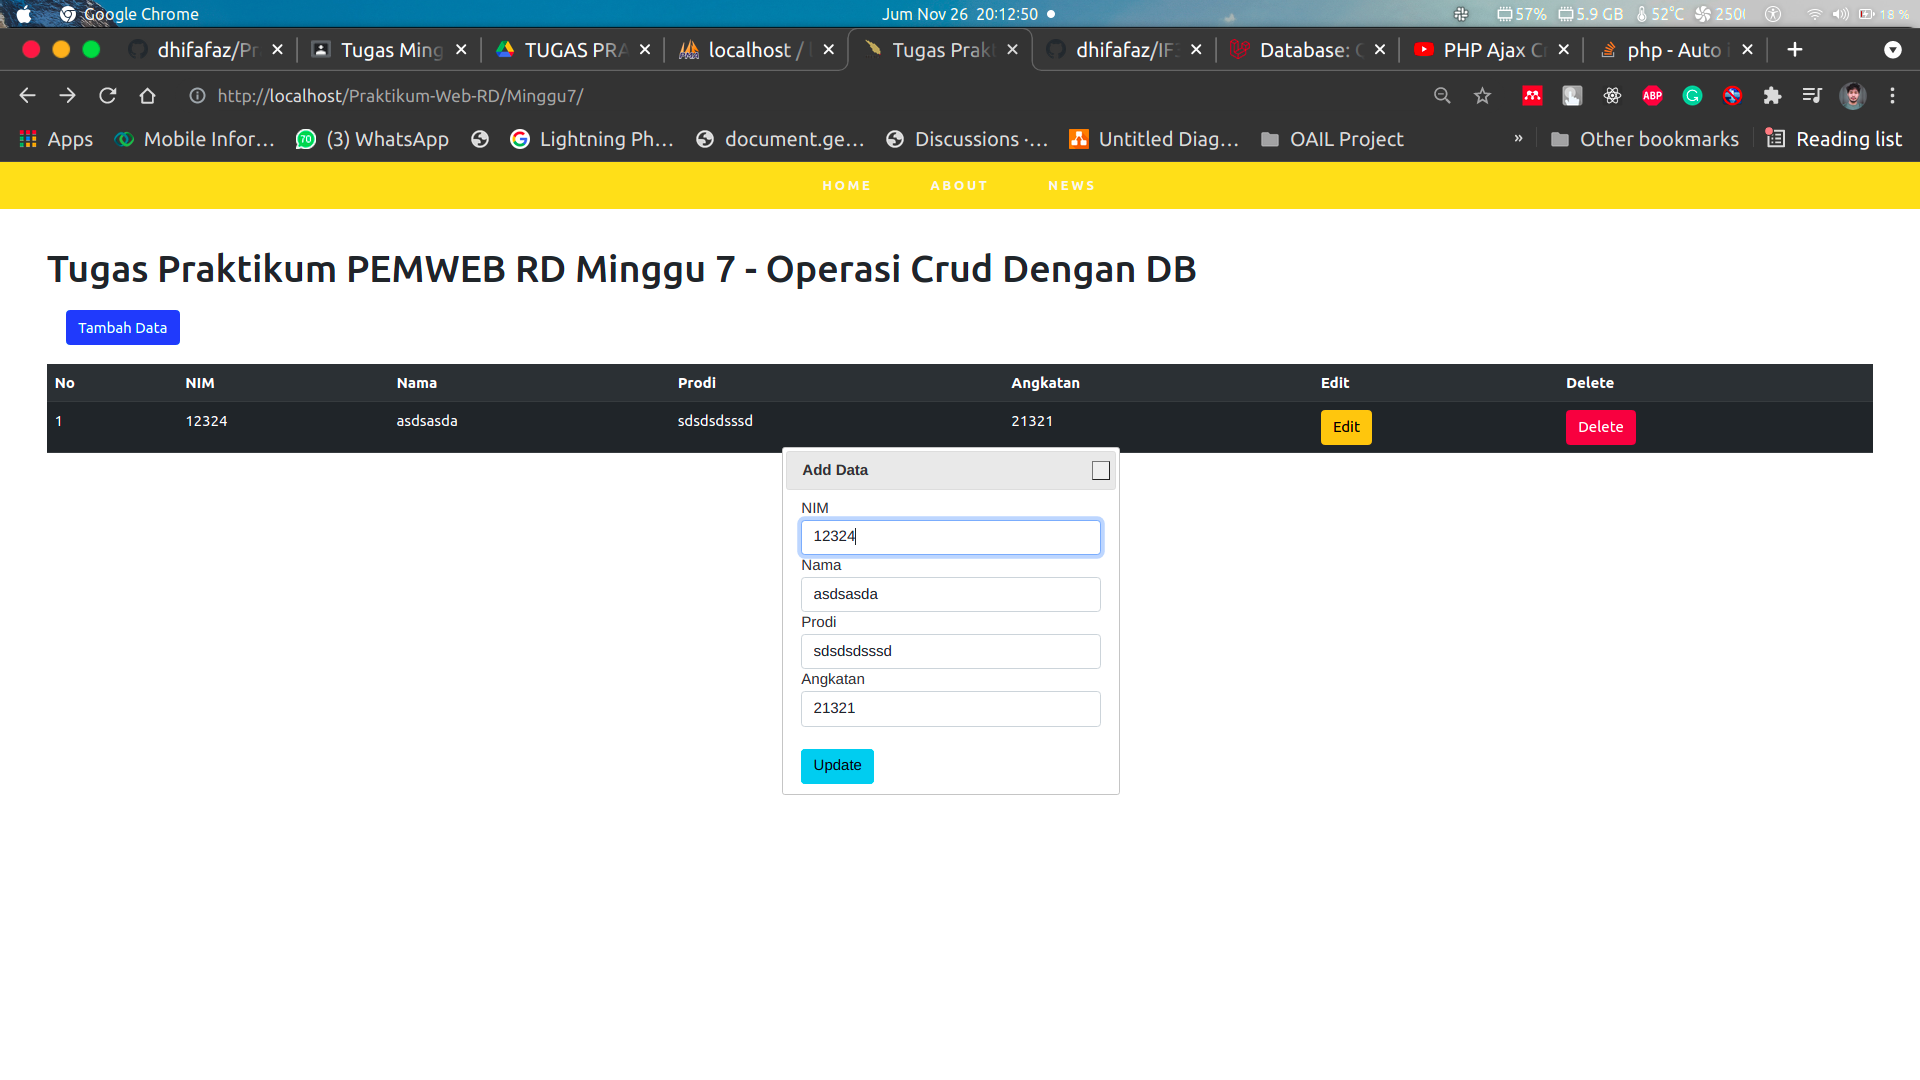 Google Chrome
Jum Nov 26 20:12:50
57% 5.9 GB 52°C 18 %
dhifafaz/Pr
Tugas Ming
TUGAS PRA
localhost /
Tugas Prakt
dhifafaz/IF
Database:
PHP Ajax C
php - Auto
http://localhost/Praktikum-Web-RD/Minggu7/
ABP
Apps
Mobile Infor...
70
(3) WhatsApp
Lightning Ph...
document.ge...
Discussions ·...
Untitled Diag...
OAIL Project
»
Other bookmarks
Reading list
HOME
ABOUT
NEWS
Tugas Praktikum PEMWEB RD Minggu 7 - Operasi Crud Dengan DB
Tambah Data
No NIM Nama Prodi Angkatan Edit Delete
1 12324 asdsasda sdsdsdsssd 21321 Edit Delete
Add Data
NIM
12324
Nama
asdsasda
Prodi
sdsdsdsssd
Angkatan
21321
Update